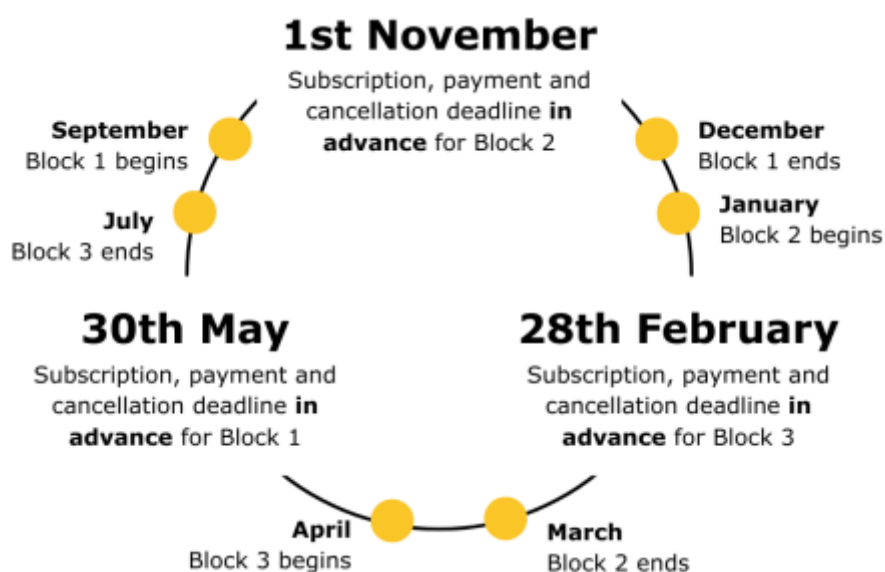 1st November
Subscription, payment and
cancellation deadline in
advance for Block 2
September
Block 1 begins
December
Block 1 ends
July
Block 3 ends
January
Block 2 begins
30th May
Subscription, payment and
cancellation deadline in
advance for Block 1
28th February
Subscription, payment and
cancellation deadline in
advance for Block 3
April
Block 3 begins
March
Block 2 ends